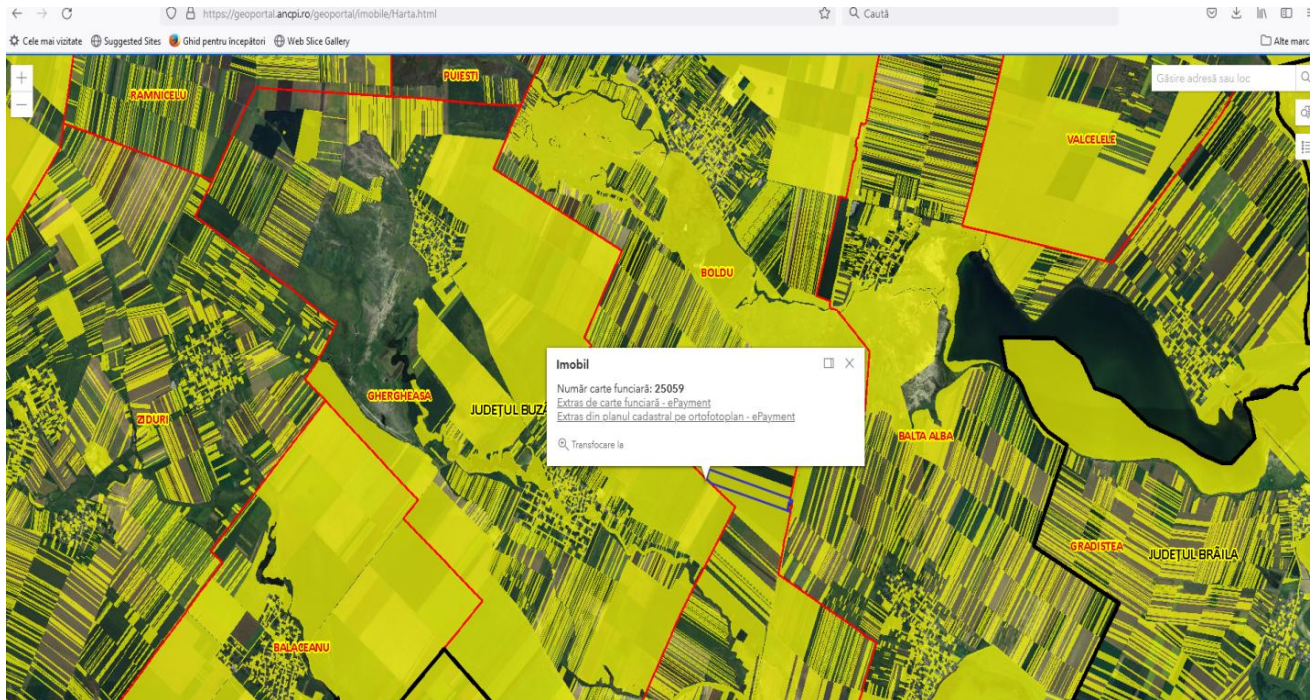 https://geoportal.ancpi.ro/geoportal/imobile/Harta.html
Caută
Cele mai vizitate
Suggested Sites
Ghid pentru începători
Web Slice Gallery
Alte marc
PUIESTI
RAMNICELU
Găsire adresă sau loc
VALCELELE
BOLDU
Imobil
Număr carte funciară: 25059
Extras de carte funciară - ePayment
Extras din planul cadastral pe ortofotoplan - ePayment
Transfocare la
GHERGHEASA
JUDEȚUL BUZĂ
ZIDURI
BALTA ALBA
GRADISTEA
JUDEȚUL BRĂILA
BALACEANU